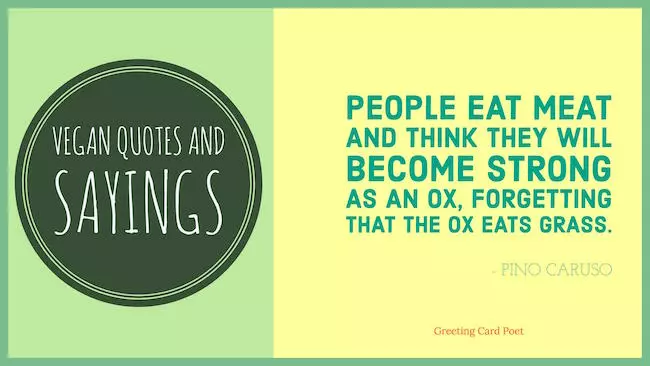 VEGAN QUOTES AND
SAYINGS
PEOPLE EAT MEAT
AND THINK THEY WILL
BECOME STRONG
AS AN OX, FORGETTING
THAT THE OX EATS GRASS.
- PINO CARUSO
Greeting Card Poet